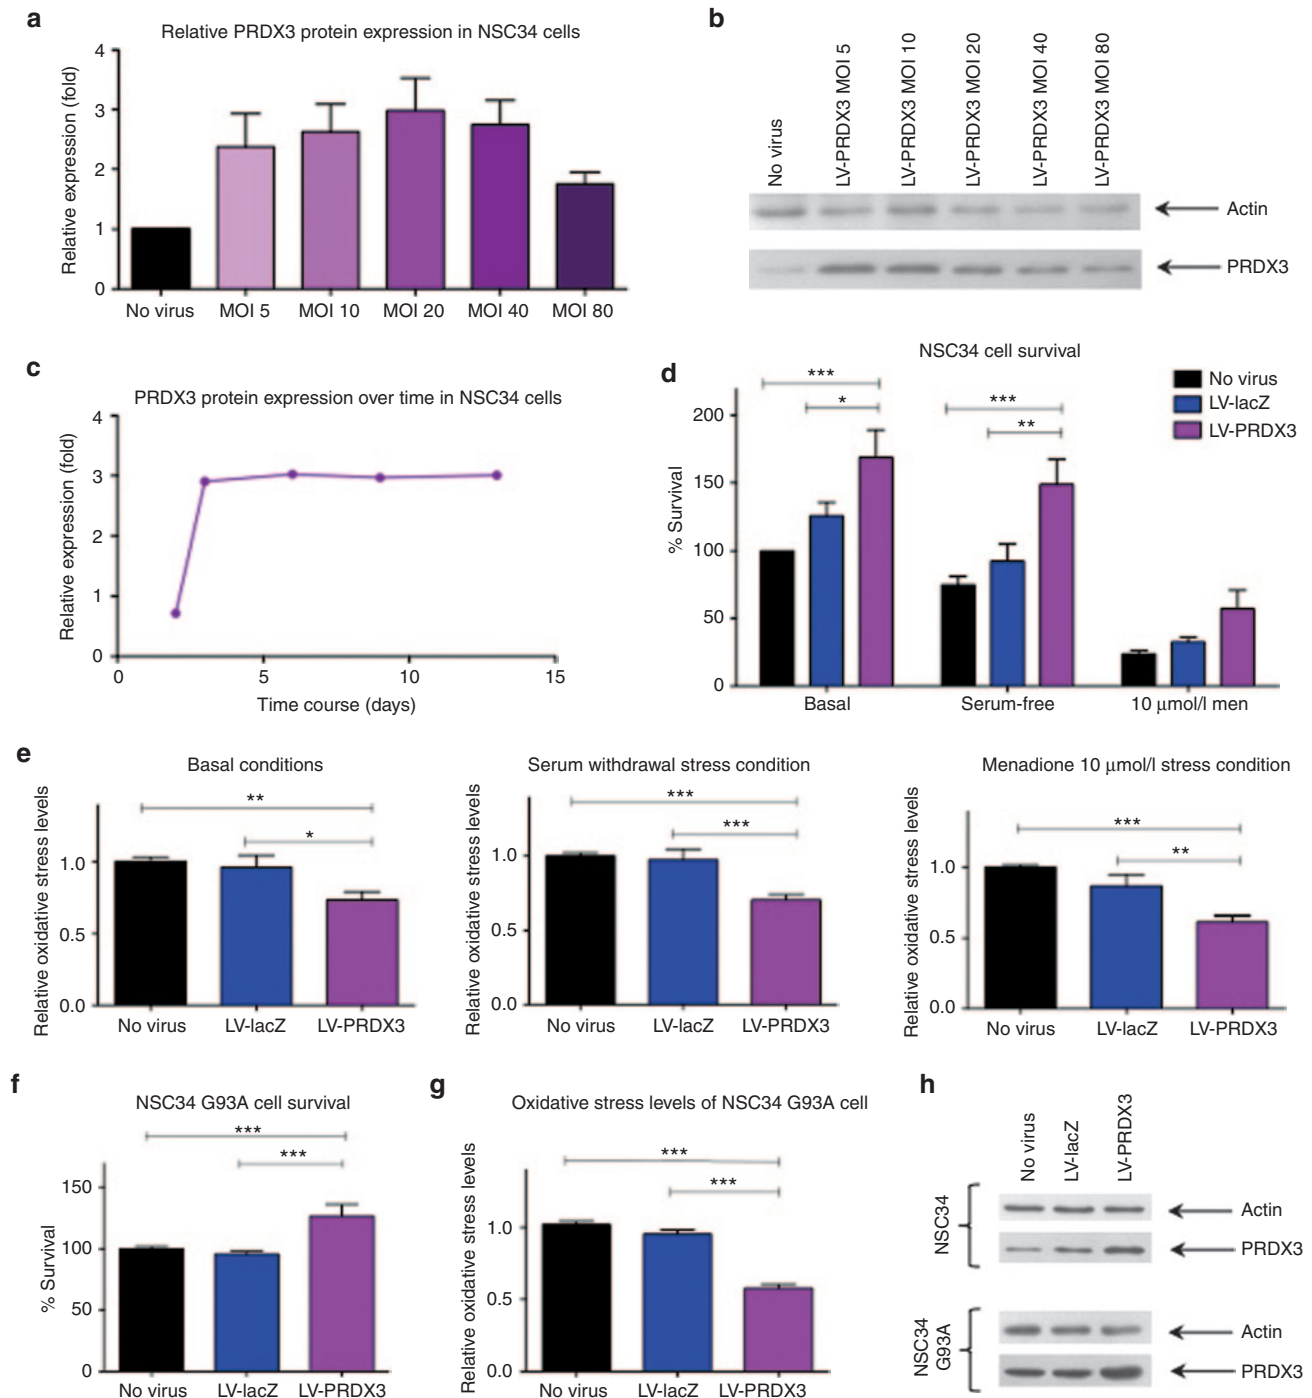 a
Relative PRDX3 protein expression in NSC34 cells
Relative expression (fold)
4
3
2
1
0
No virus MOI 5 MOI 10 MOI 20 MOI 40 MOI 80
b
No virus
LV-PRDX3 MOI 5
LV-PRDX3 MOI 10
LV-PRDX3 MOI 20
LV-PRDX3 MOI 40
LV-PRDX3 MOI 80
Actin
PRDX3
c
PRDX3 protein expression over time in NSC34 cells
Relative expression (fold)
4
3
2
1
0
0 5 10 15
Time course (days)
d
NSC34 cell survival
No virus
LV-lacZ
LV-PRDX3
% Survival
200
150
100
50
0
***
*
***
**
Basal Serum-free 10 μmol/l men
e
Basal conditions
Relative oxidative stress levels
1.0
0.5
0.0
**
*
No virus LV-lacZ LV-PRDX3
Serum withdrawal stress condition
Relative oxidative stress levels
1.0
0.5
0.0
***
***
No virus LV-lacZ LV-PRDX3
Menadione 10 μmol/l stress condition
Relative oxidative stress levels
1.0
0.5
0.0
***
**
No virus LV-lacZ LV-PRDX3
f
NSC34 G93A cell survival
% Survival
150
100
50
0
***
***
No virus LV-lacZ LV-PRDX3
g
Oxidative stress levels of NSC34 G93A cell
Relative oxidative stress levels
1.0
0.5
0.0
***
***
No virus LV-lacZ LV-PRDX3
h
No virus
LV-lacZ
LV-PRDX3
NSC34
Actin
PRDX3
NSC34
G93A
Actin
PRDX3